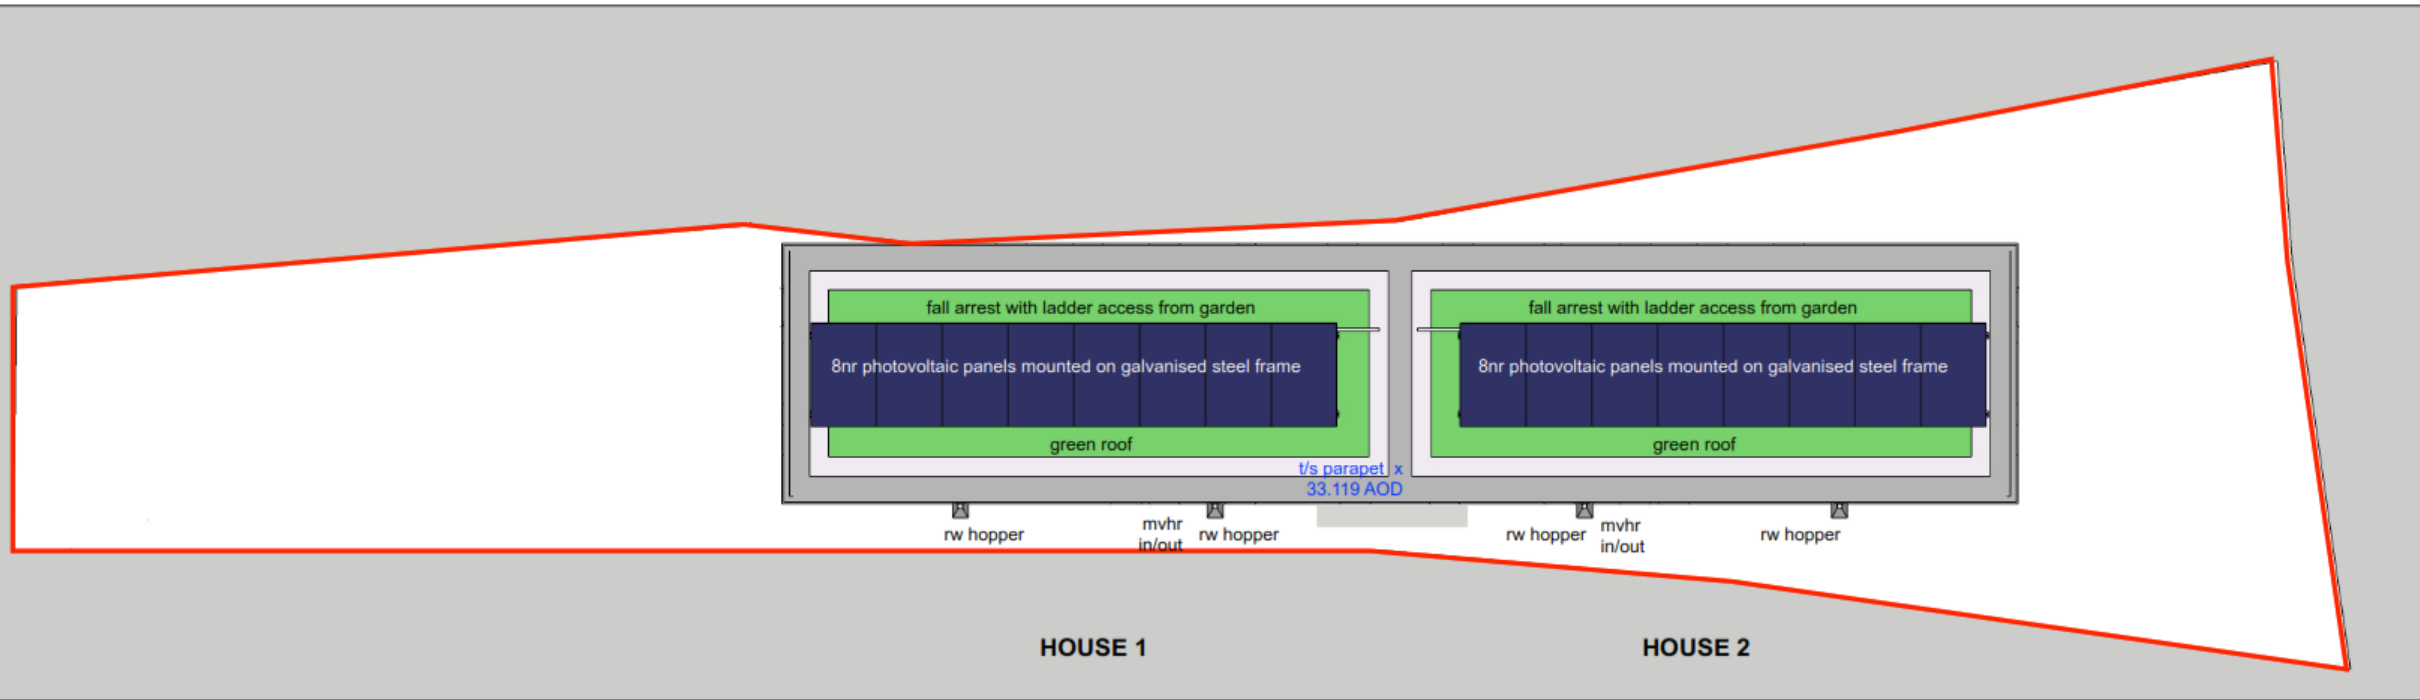 fall arrest with ladder access from garden
fall arrest with ladder access from garden
8nr photovoltaic panels mounted on galvanised steel frame
8nr photovoltaic panels mounted on galvanised steel frame
green roof
green roof
t/s parapet x
33.119 AOD
rw hopper
mvhr
in/out
rw hopper
rw hopper
mvhr
in/out
rw hopper
HOUSE 1
HOUSE 2